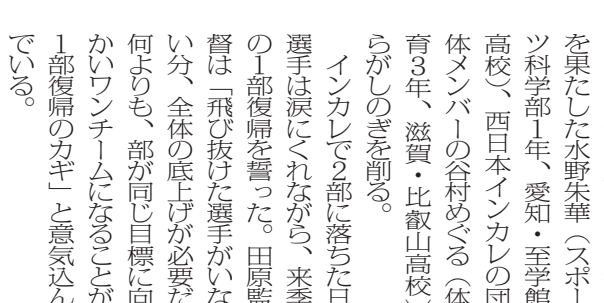 を果たした水野朱華（スポー
ツ科学部１年、愛知・至学館
高校）、西日本インカレの団
体メンバーの谷村めぐる（体
育３年、滋賀・比叡山高校）
らがしのぎを削る。
インカレで２部に落ちた日
選手は涙にくれながら、来季
の１部復帰を誓った。田原監
督は「飛び抜けた選手がいな
い分、全体の底上げが必要だ
何よりも、部が同じ目標に向
かいワンチームになることが
１部復帰のカギ」と意気込ん
でいる。